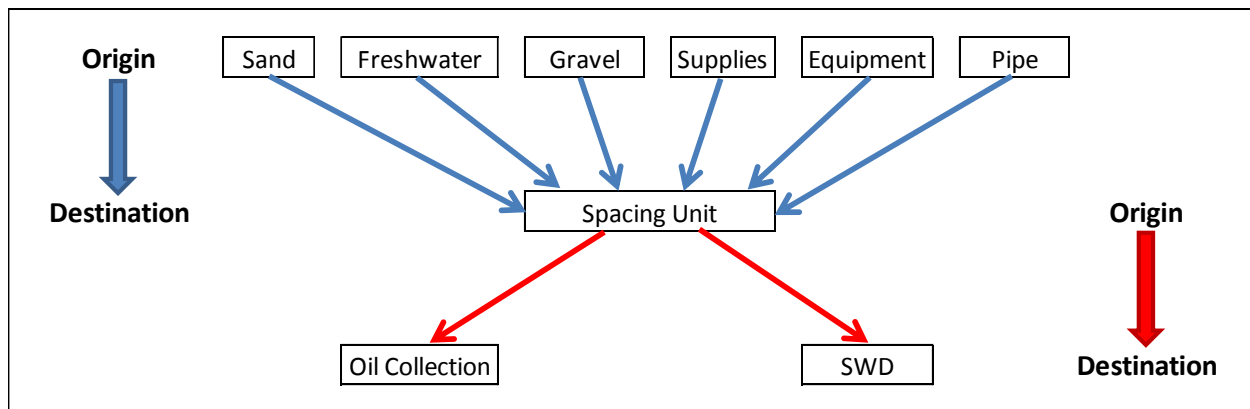 Origin
Sand
Freshwater
Gravel
Supplies
Equipment
Pipe
Destination
Spacing Unit
Origin
Oil Collection
SWD
Destination